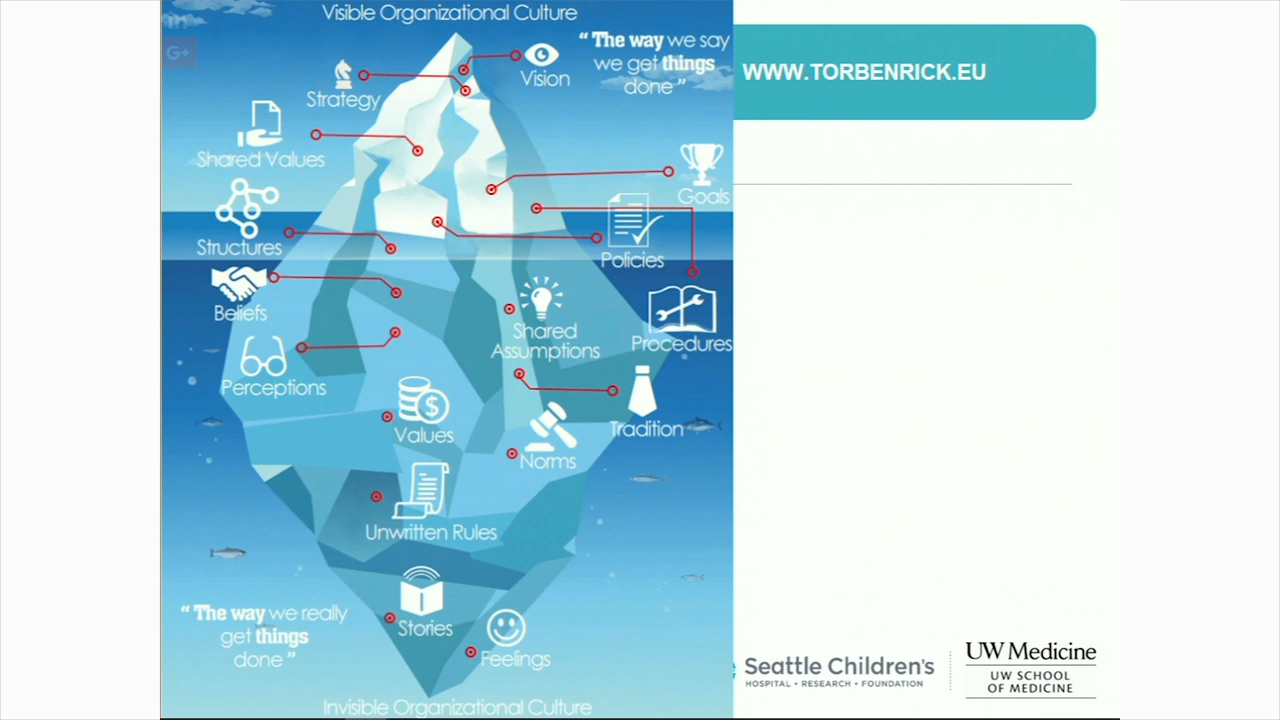 Visible Organizational Culture
G+
“ The way we say
we get things
done ”
WWW.TORBENRICK.EU
Vision
Strategy
Shared Values
Goals
Structures
Policies
Beliefs
Shared
Assumptions
Procedures
Perceptions
Values
Tradition
Norms
Unwritten Rules
“ The way we really
get things
done ”
Stories
Feelings
Invisible Organizational Culture
Seattle Children's
HOSPITAL • RESEARCH • FOUNDATION
UW Medicine
UW SCHOOL
OF MEDICINE